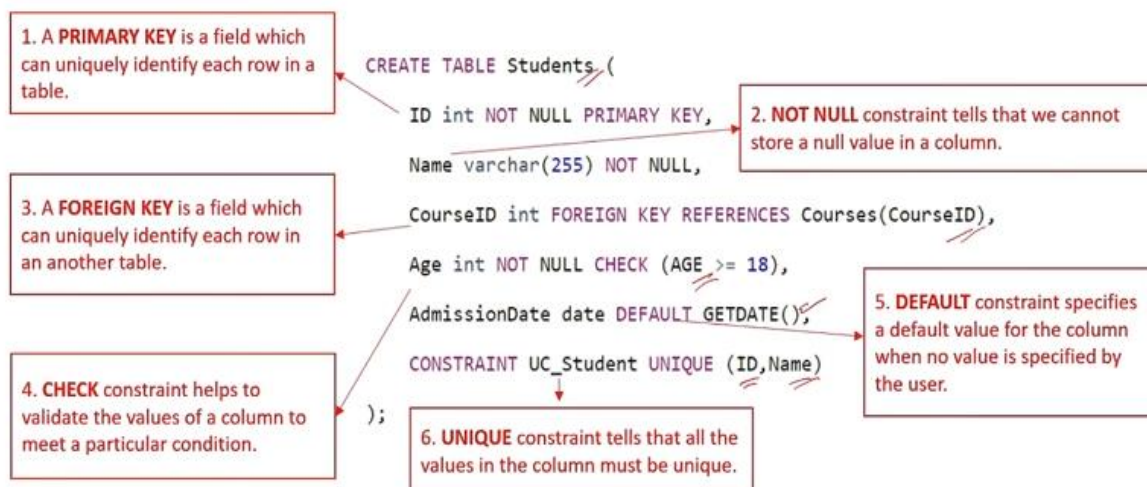 1. A PRIMARY KEY is a field which
can uniquely identify each row in a
table.
CREATE TABLE Students (
ID int NOT NULL PRIMARY KEY,
2. NOT NULL constraint tells that we cannot
store a null value in a column.
Name varchar(255) NOT NULL,
3. A FOREIGN KEY is a field which
can uniquely identify each row in
an another table.
CourseID int FOREIGN KEY REFERENCES Courses(CourseID),
Age int NOT NULL CHECK (AGE >= 18),
AdmissionDate date DEFAULT GETDATE(),
5. DEFAULT constraint specifies
a default value for the column
when no value is specified by
the user.
CONSTRAINT UC_Student UNIQUE (ID,Name)
4. CHECK constraint helps to
validate the values of a column to
meet a particular condition.
);
6. UNIQUE constraint tells that all the
values in the column must be unique.